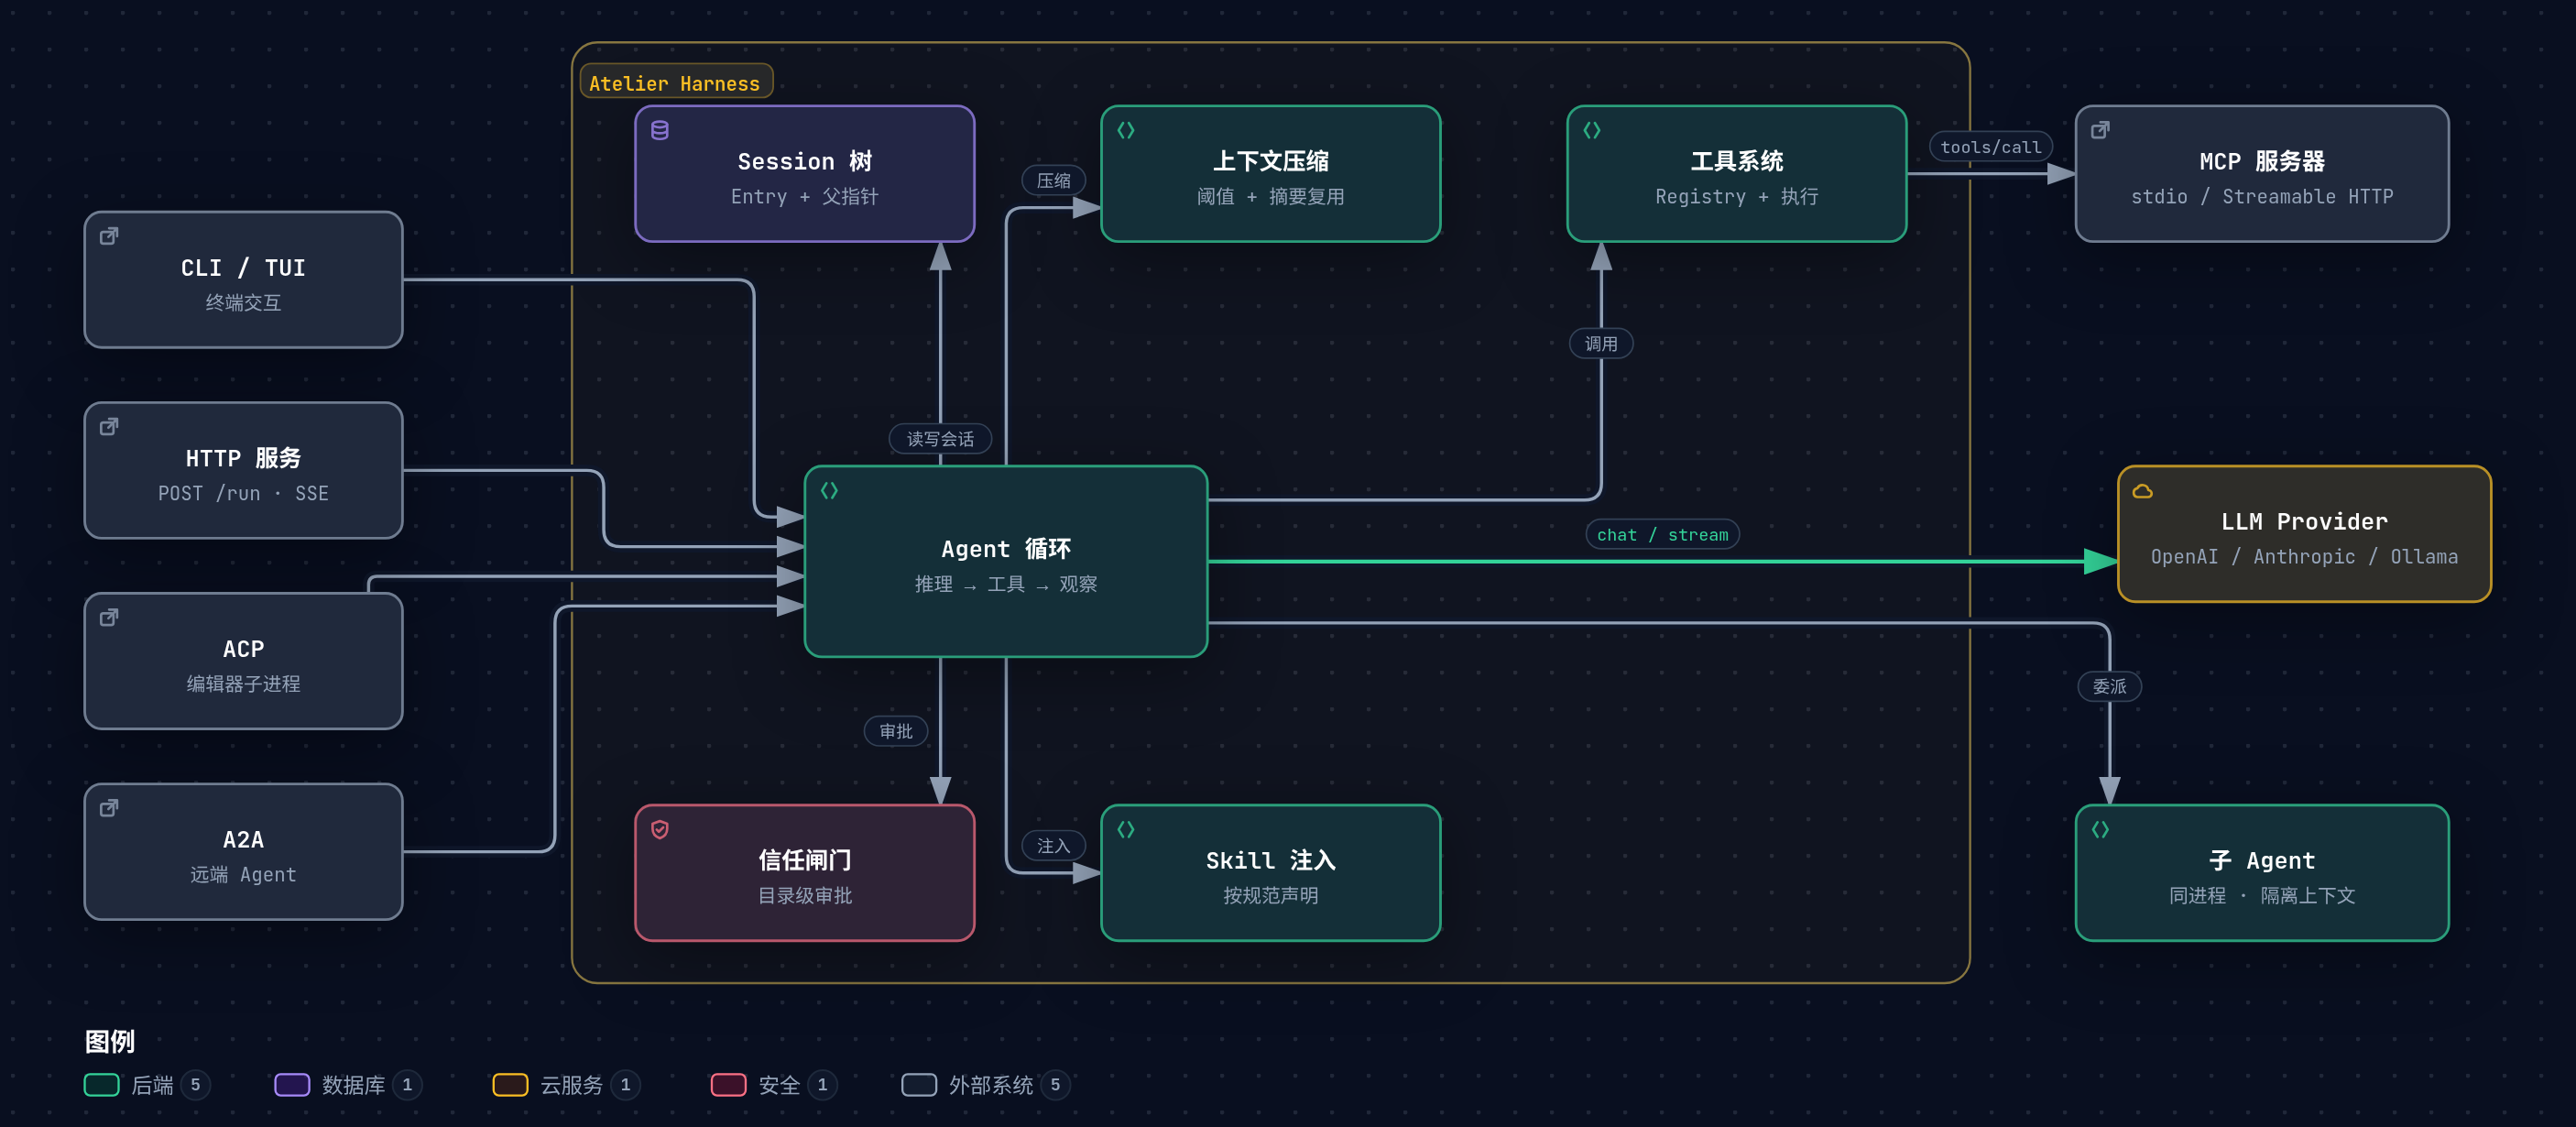 Atelier Harness
Session 树
Entry + 父指针
上下文压缩
阈值 + 摘要复用
工具系统
Registry + 执行
MCP 服务器
stdio / Streamable HTTP
tools/call
压缩
CLI / TUI
终端交互
调用
读写会话
HTTP 服务
POST /run · SSE
Agent 循环
推理 → 工具 → 观察
chat / stream
LLM Provider
OpenAI / Anthropic / Ollama
ACP
编辑器子进程
委派
审批
A2A
远端 Agent
注入
信任闸门
目录级审批
Skill 注入
按规范声明
子 Agent
同进程 · 隔离上下文
图例
后端 5
数据库 1
云服务 1
安全 1
外部系统 5